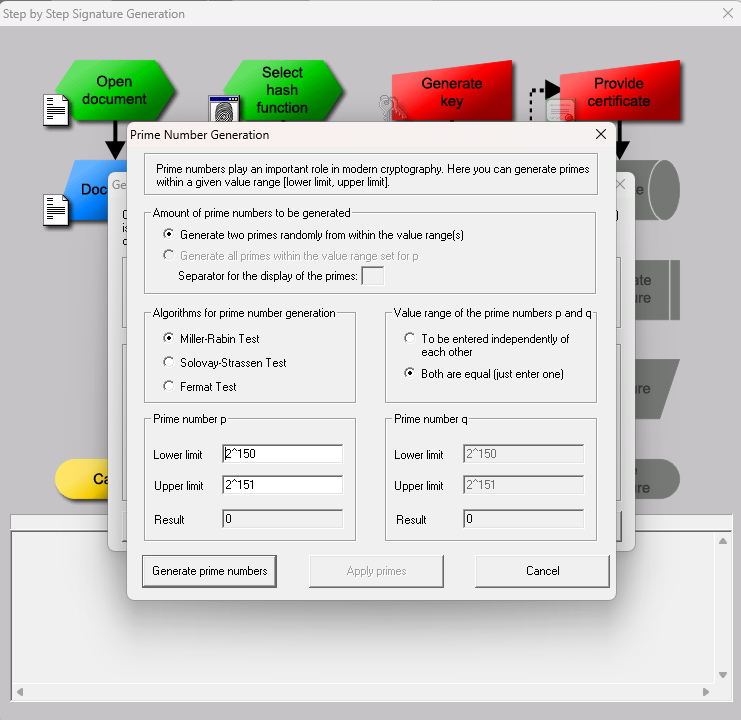 Step by Step Signature Generation
Open
document
Select
hash
function
Generate
key
Provide
certificate
Prime Number Generation
Prime numbers play an important role in modern cryptography. Here you can generate primes
within a given value range [lower limit, upper limit].
Amount of prime numbers to be generated
Generate two primes randomly from within the value range(s)
Generate all primes within the value range set for p
Separator for the display of the primes:
Algorithms for prime number generation
Miller-Rabin Test
Solovay-Strassen Test
Fermat Test
Value range of the prime numbers p and q
To be entered independently of
each other
Both are equal (just enter one)
Prime number p
Lower limit 2^150
Upper limit 2^151
Result 0
Prime number q
Lower limit 2^150
Upper limit 2^151
Result 0
Generate prime numbers
Apply primes
Cancel